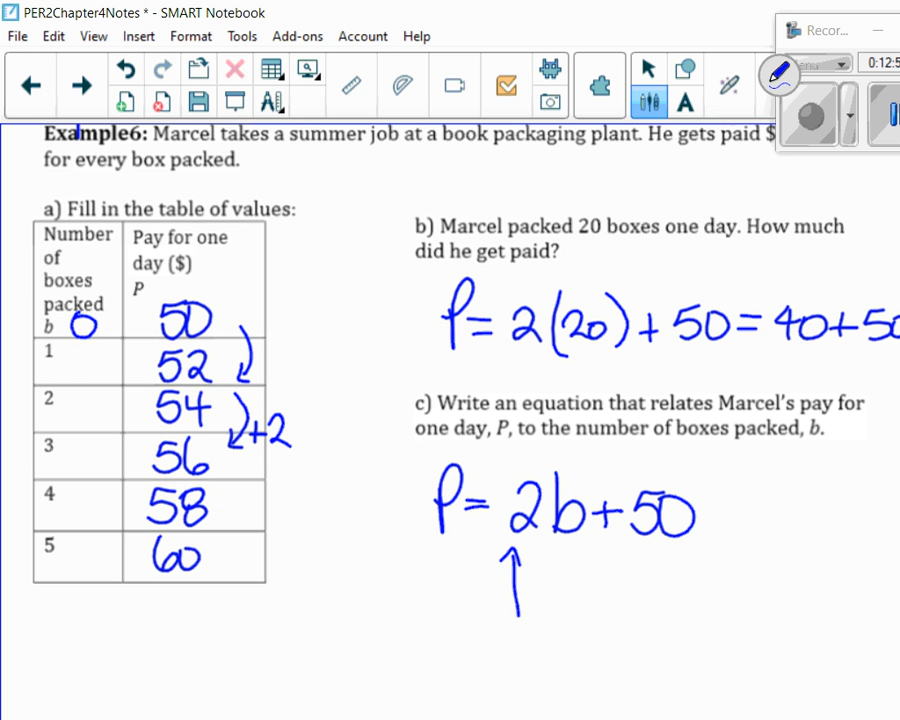 PER2Chapter4Notes * - SMART Notebook
File Edit View Insert Format Tools Add-ons Account Help
Recor...
0:12:5
Example6: Marcel takes a summer job at a book packaging plant. He gets paid $
for every box packed.
a) Fill in the table of values:
Number of boxes packed b
Pay for one day ($) P
0 50
1 52
2 54
+2
3 56
4 58
5 60
b) Marcel packed 20 boxes one day. How much
did he get paid?
P= 2(20)+50=40+50
c) Write an equation that relates Marcel's pay for
one day, P, to the number of boxes packed, b.
P= 2b+50